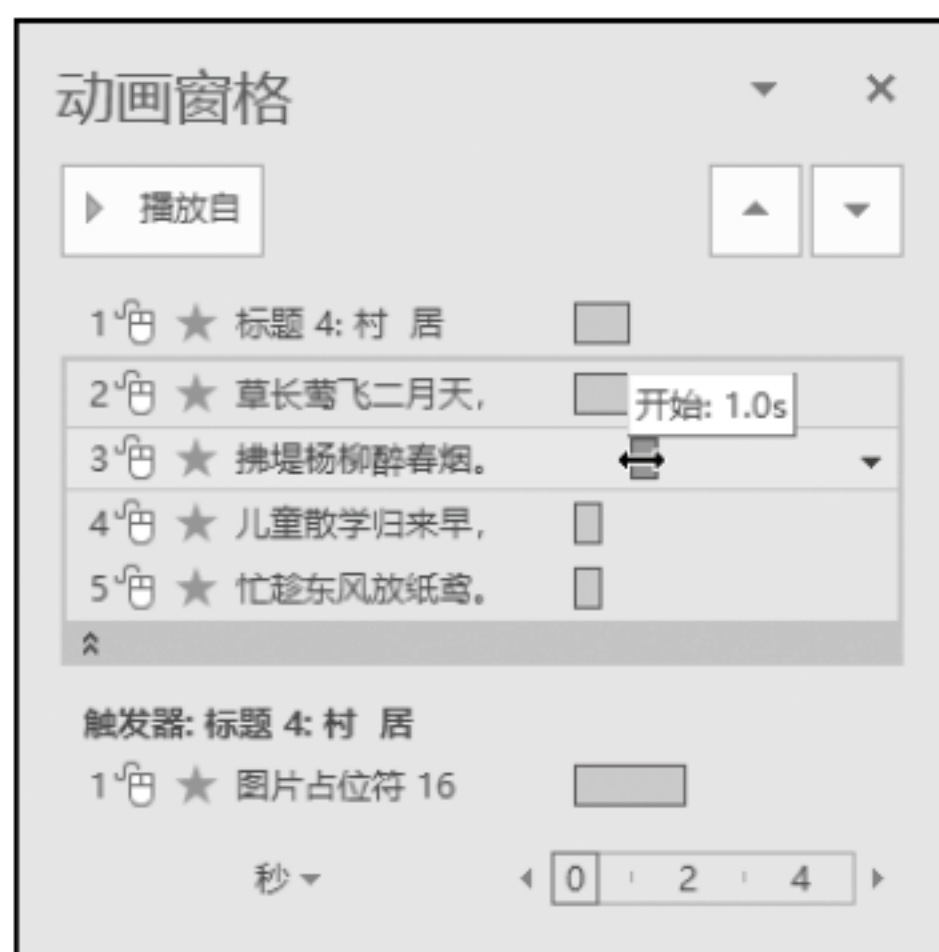 动画窗格
播放自
1 标题 4: 村 居
2 草长莺飞二月天,
开始: 1.0s
3 拂堤杨柳醉春烟。
4 儿童散学归来早,
5 忙趁东风放纸鸢。
触发器: 标题 4: 村 居
1 图片占位符 16
秒
0 2 4